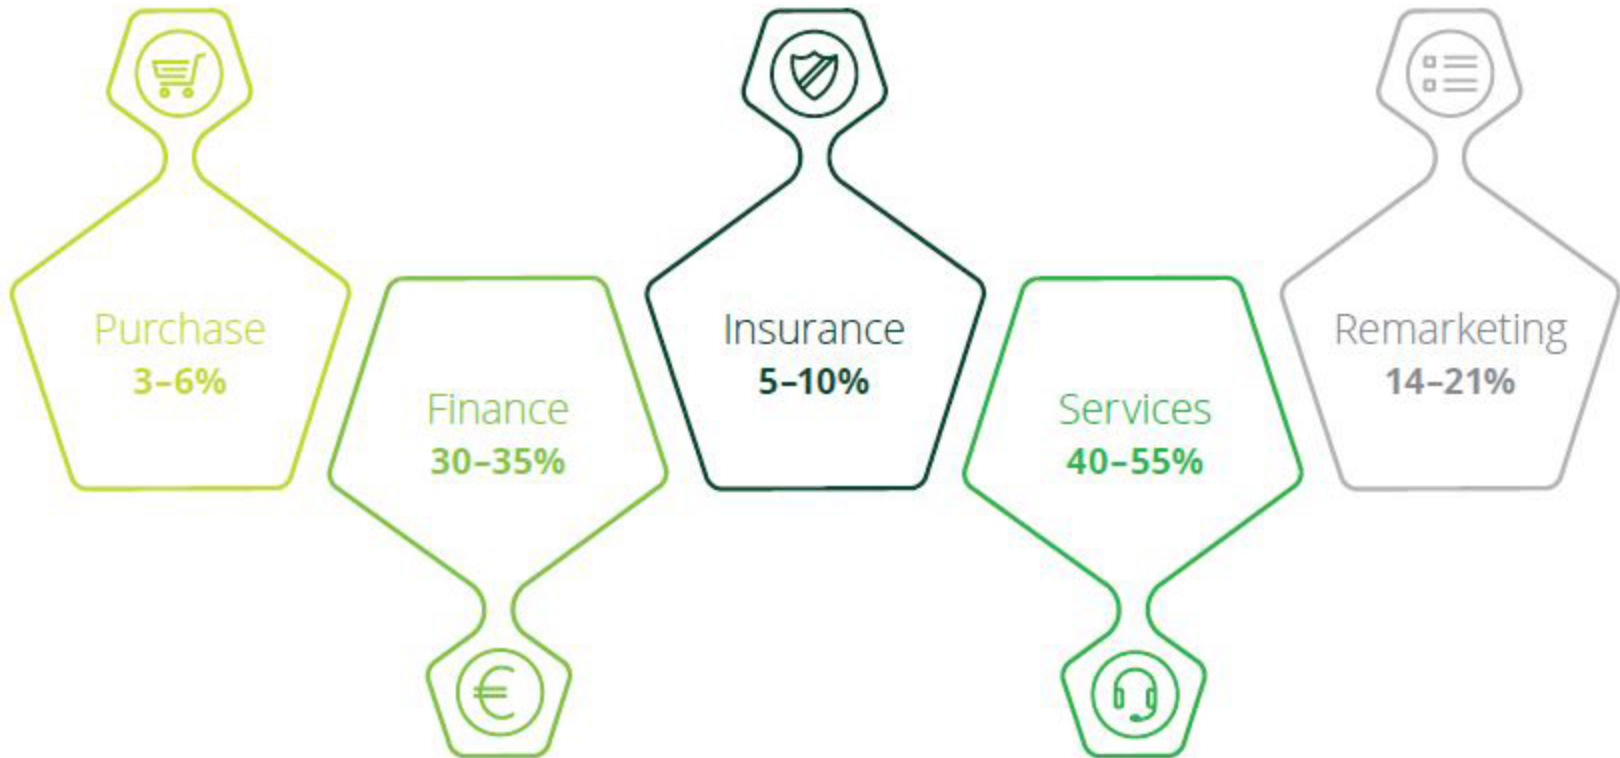 Purchase
3–6%
Finance
30–35%
Insurance
5–10%
Services
40–55%
Remarketing
14–21%
€